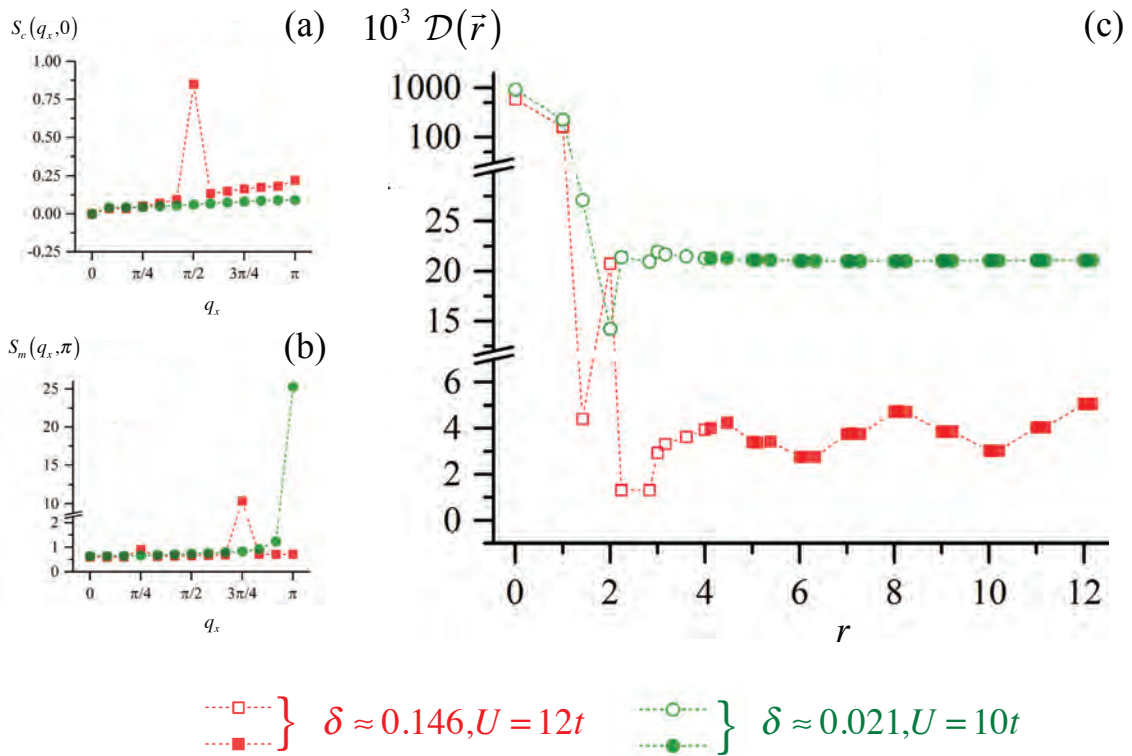 S_c(q_x,0)
(a)
1.00
0.75
0.50
0.25
0.00
-0.25
0 π/4 π/2 3π/4 π
q_x
S_m(q_x,π)
(b)
25
20
15
10
2
1
0
0 π/4 π/2 3π/4 π
q_x
10³ 𝒟(r⃗)
(c)
1000
100
25
20
15
6
4
2
0
0 2 4 6 8 10 12
r
} δ ≈ 0.146, U = 12t
} δ ≈ 0.021, U = 10t